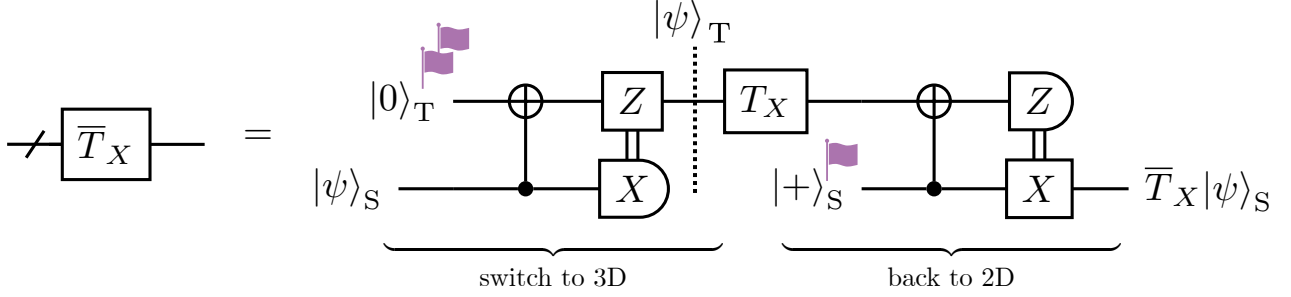 |ψ⟩_T
|0⟩_T Z T_X Z
T̅_X =
|ψ⟩_S X |+⟩_S X T̅_X|ψ⟩_S
switch to 3D back to 2D